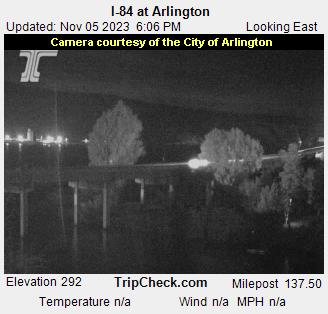 I-84 at Arlington
Updated: Nov 05 2023 6:06 PM Looking East
Camera courtesy of the City of Arlington
Elevation 292 TripCheck.com Milepost 137.50
Temperature n/a Wind n/a MPH n/a